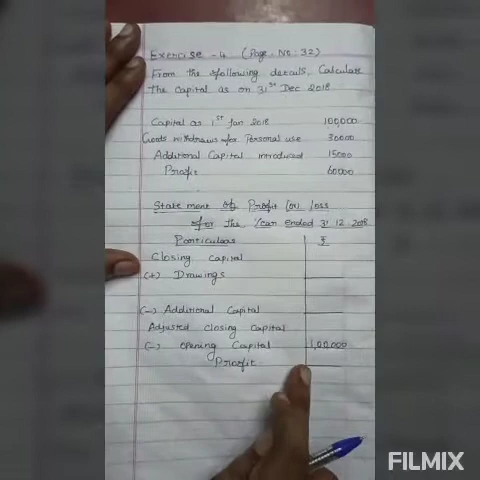 Exercise - 4 (Page. No: 32)
From the following details, Calculate
The Capital as on 31st Dec 2018
Capital as 1st Jan 2018 100,000
Goods withdrawn for Personal use 30000
Additional Capital introduced 15000
Profit 60000
Statement of Profit (or) loss
for the Year ended 31 12 2018
Particulars ₹
Closing Capital
(+) Drawings
(-) Additional Capital
Adjusted closing capital
(-) Opening Capital 1,00,000
Profit
FILMIX